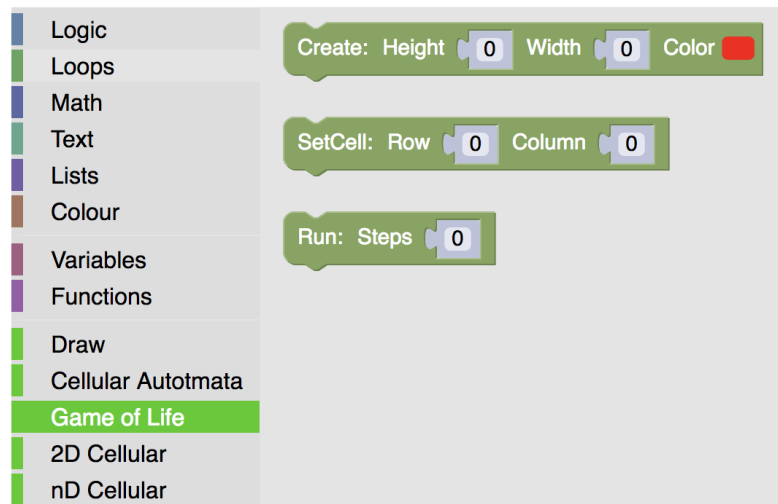 Logic
Loops
Math
Text
Lists
Colour
Variables
Functions
Draw
Cellular Autotmata
Game of Life
2D Cellular
nD Cellular
Create: Height 0 Width 0 Color
SetCell: Row 0 Column 0
Run: Steps 0